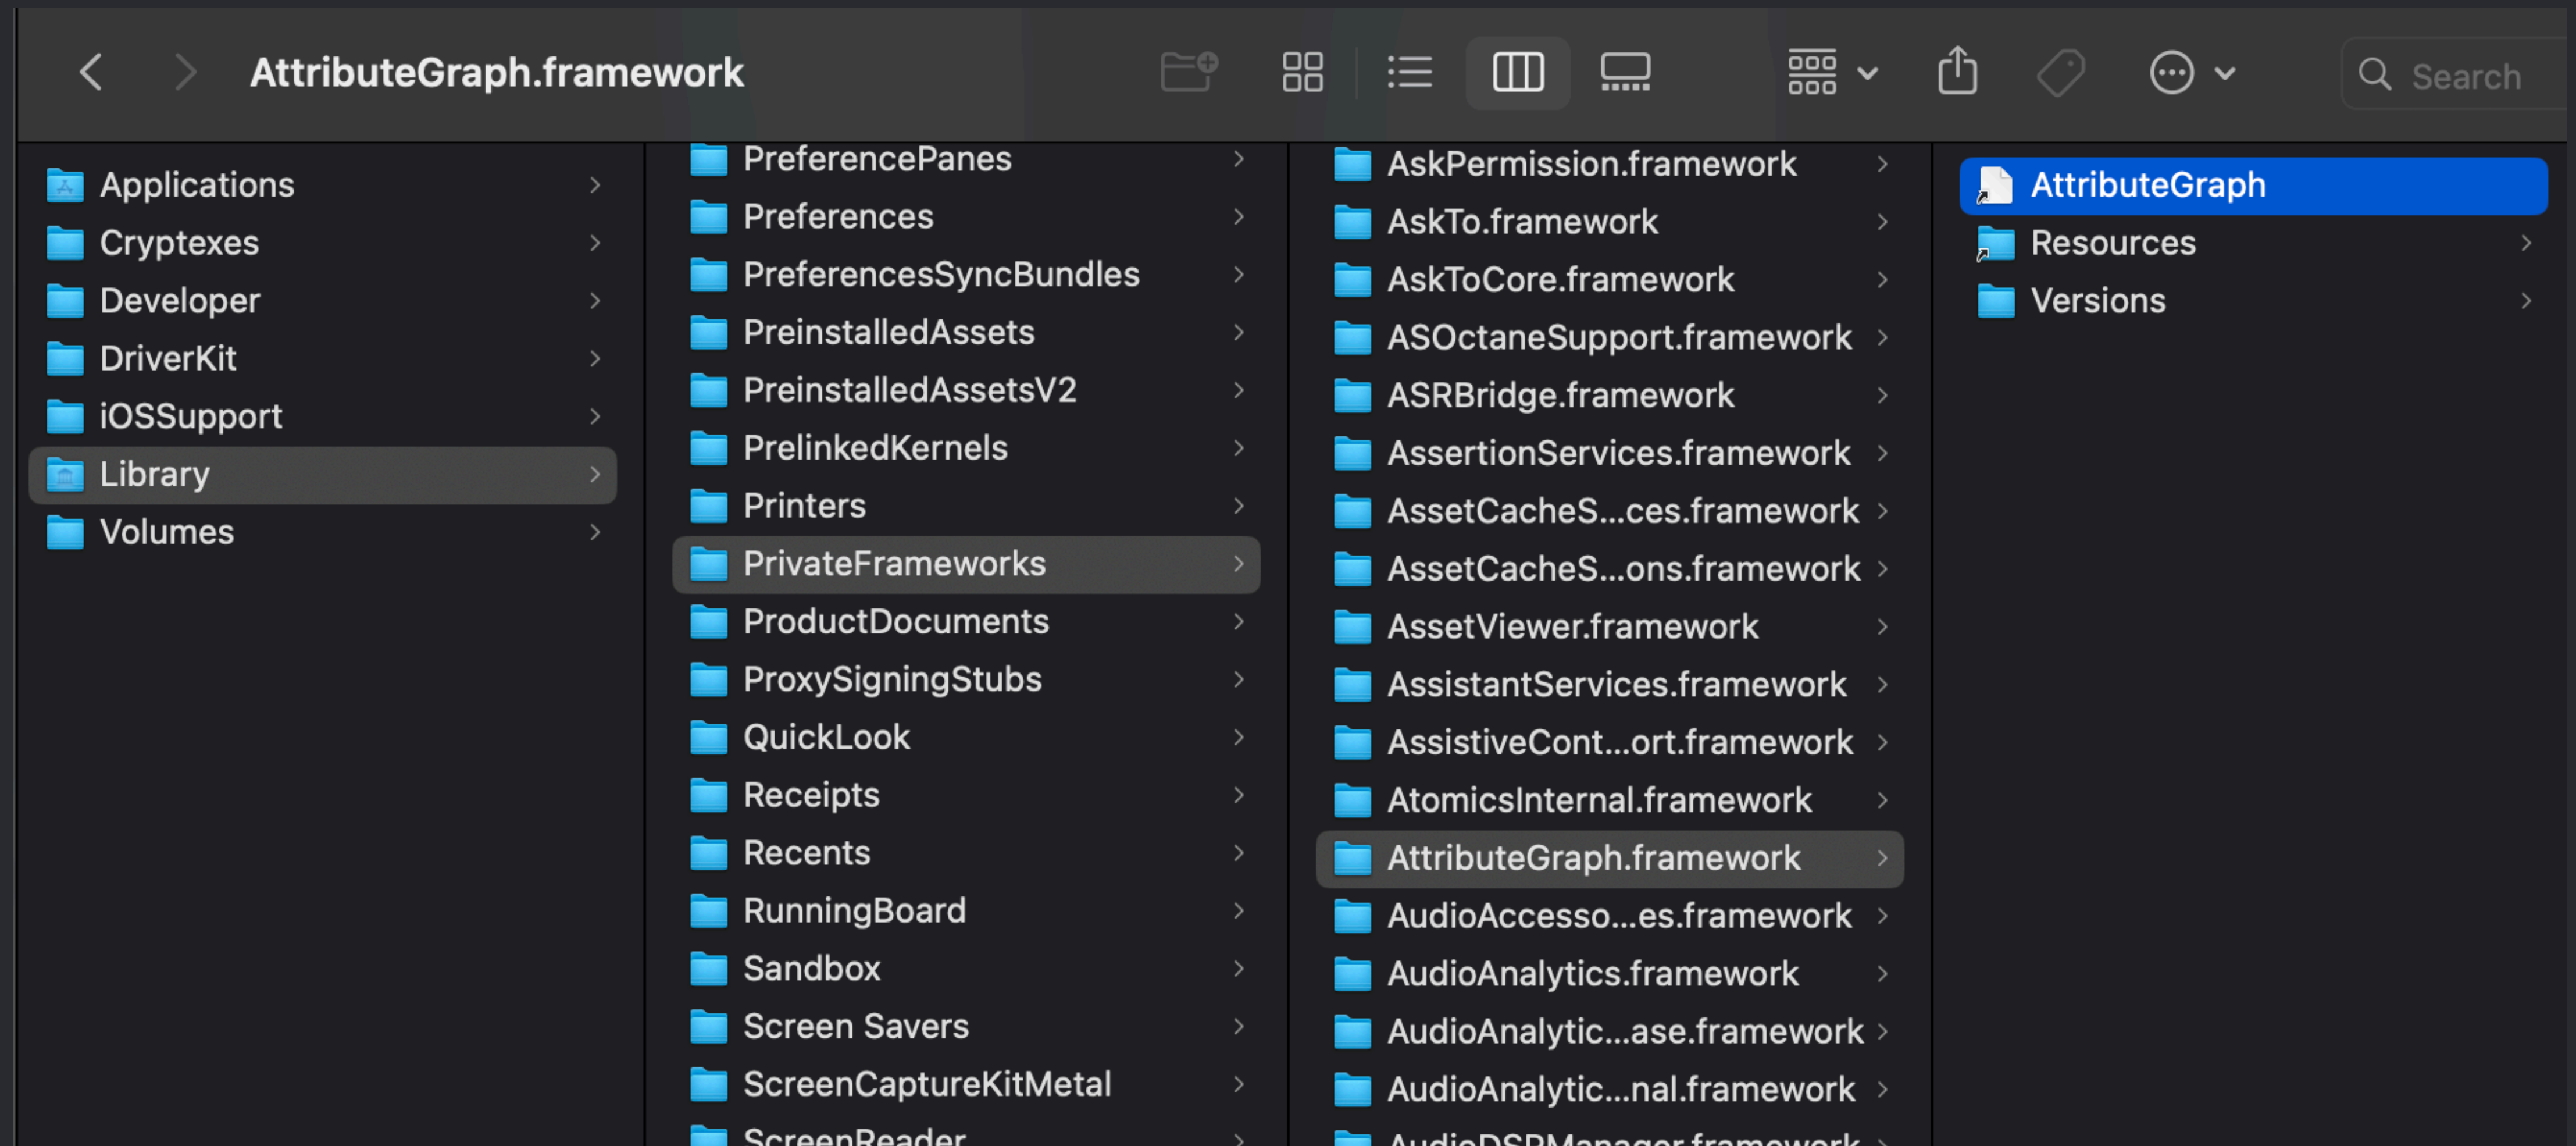 AttributeGraph.framework
Search
Applications
Cryptexes
Developer
DriverKit
iOSSupport
Library
Volumes
PreferencePanes
Preferences
PreferencesSyncBundles
PreinstalledAssets
PreinstalledAssetsV2
PrelinkedKernels
Printers
PrivateFrameworks
ProductDocuments
ProxySigningStubs
QuickLook
Receipts
Recents
RunningBoard
Sandbox
Screen Savers
ScreenCaptureKitMetal
ScreenReader
AskPermission.framework
AskTo.framework
AskToCore.framework
ASOctaneSupport.framework
ASRBridge.framework
AssertionServices.framework
AssetCacheS...ces.framework
AssetCacheS...ons.framework
AssetViewer.framework
AssistantServices.framework
AssistiveCont...ort.framework
AtomicsInternal.framework
AttributeGraph.framework
AudioAccesso...es.framework
AudioAnalytics.framework
AudioAnalytic...ase.framework
AudioAnalytic...nal.framework
AudioDSPManager.framework
AttributeGraph
Resources
Versions